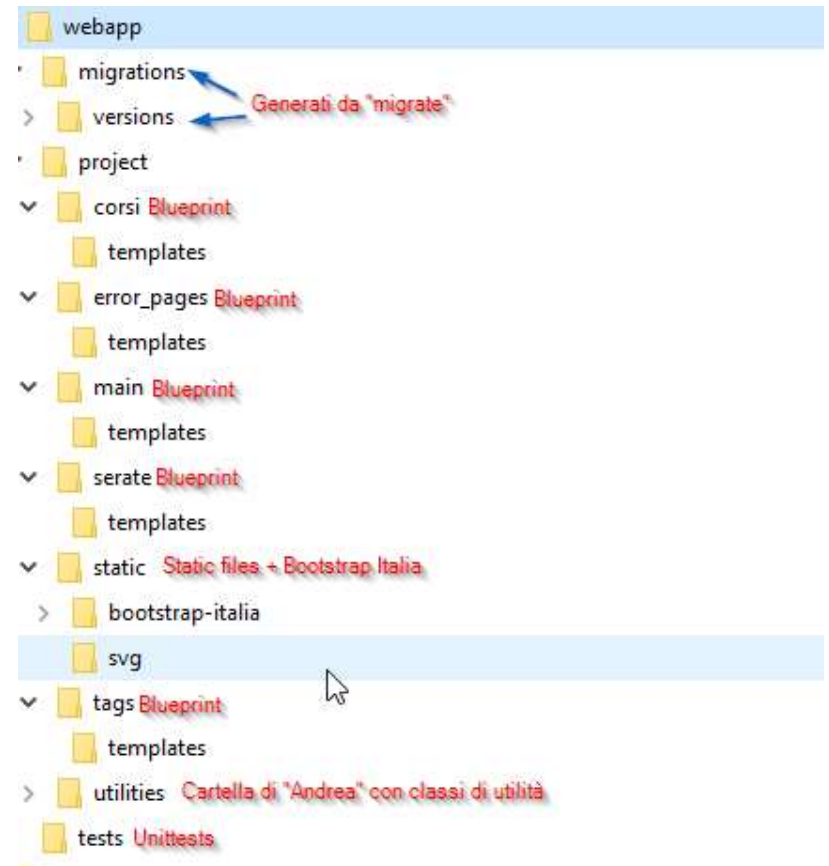 webapp
migrations
Generati da "migrate"
versions
project
corsi Blueprint
templates
error_pages Blueprint
templates
main Blueprint
templates
serate Blueprint
templates
static Static files + Bootstrap Italia
bootstrap-italia
svg
tags Blueprint
templates
utilities Cartella di "Andrea" con classi di utilità
tests Unittests